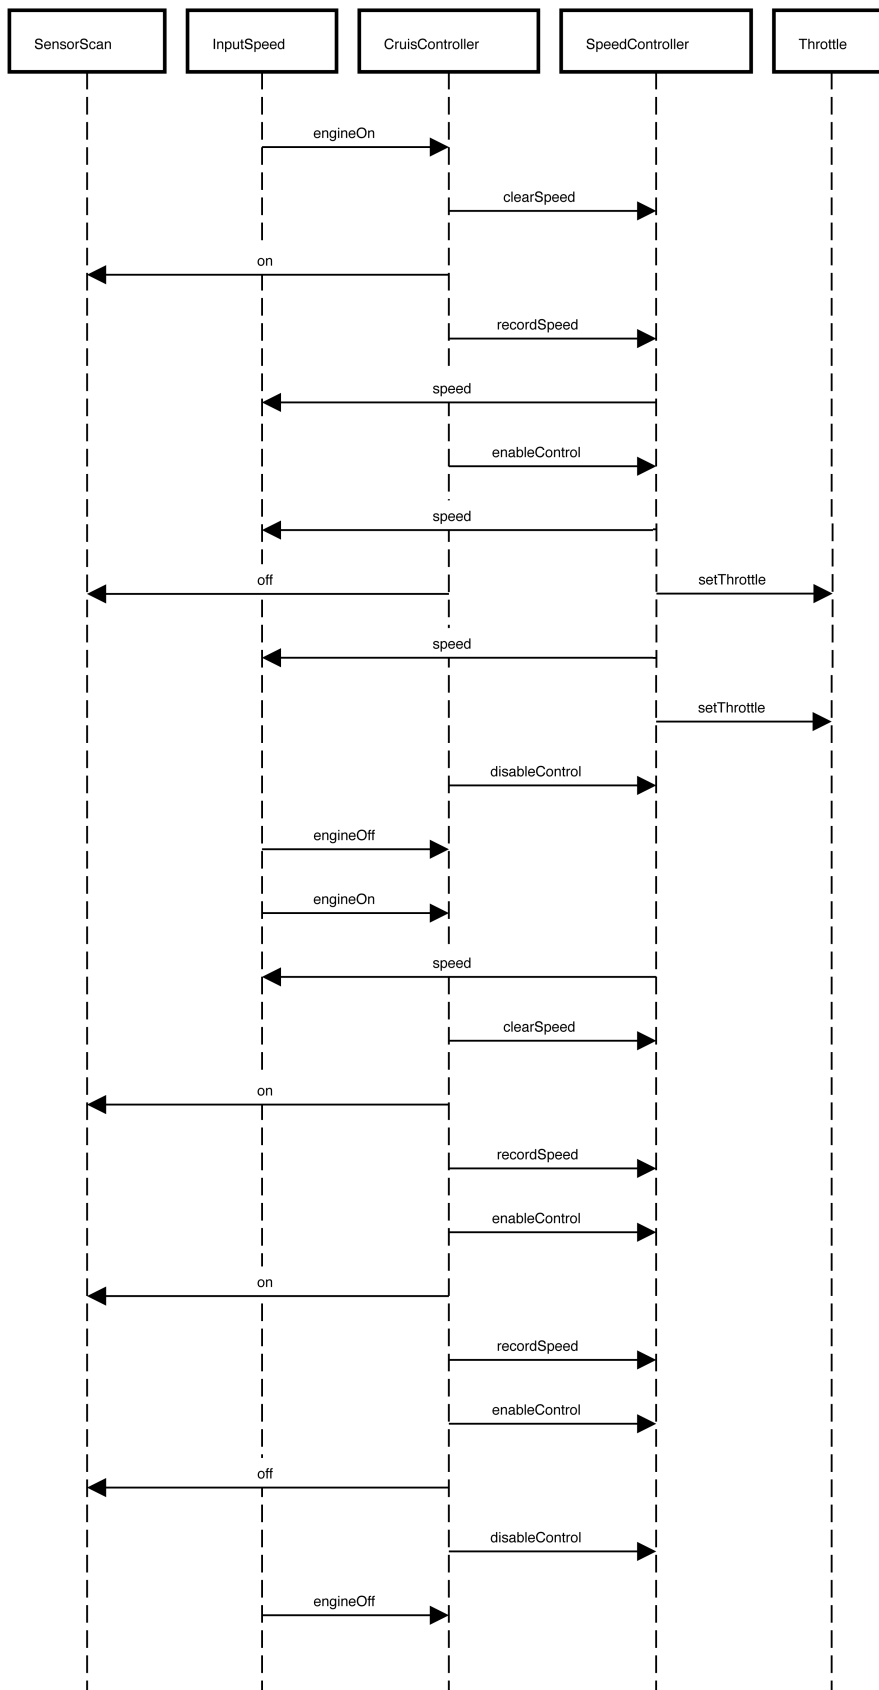 SensorScan
InputSpeed
CruisController
SpeedController
Throttle
engineOn
clearSpeed
on
recordSpeed
speed
enableControl
speed
off
setThrottle
speed
setThrottle
disableControl
engineOff
engineOn
speed
clearSpeed
on
recordSpeed
enableControl
on
recordSpeed
enableControl
off
disableControl
engineOff